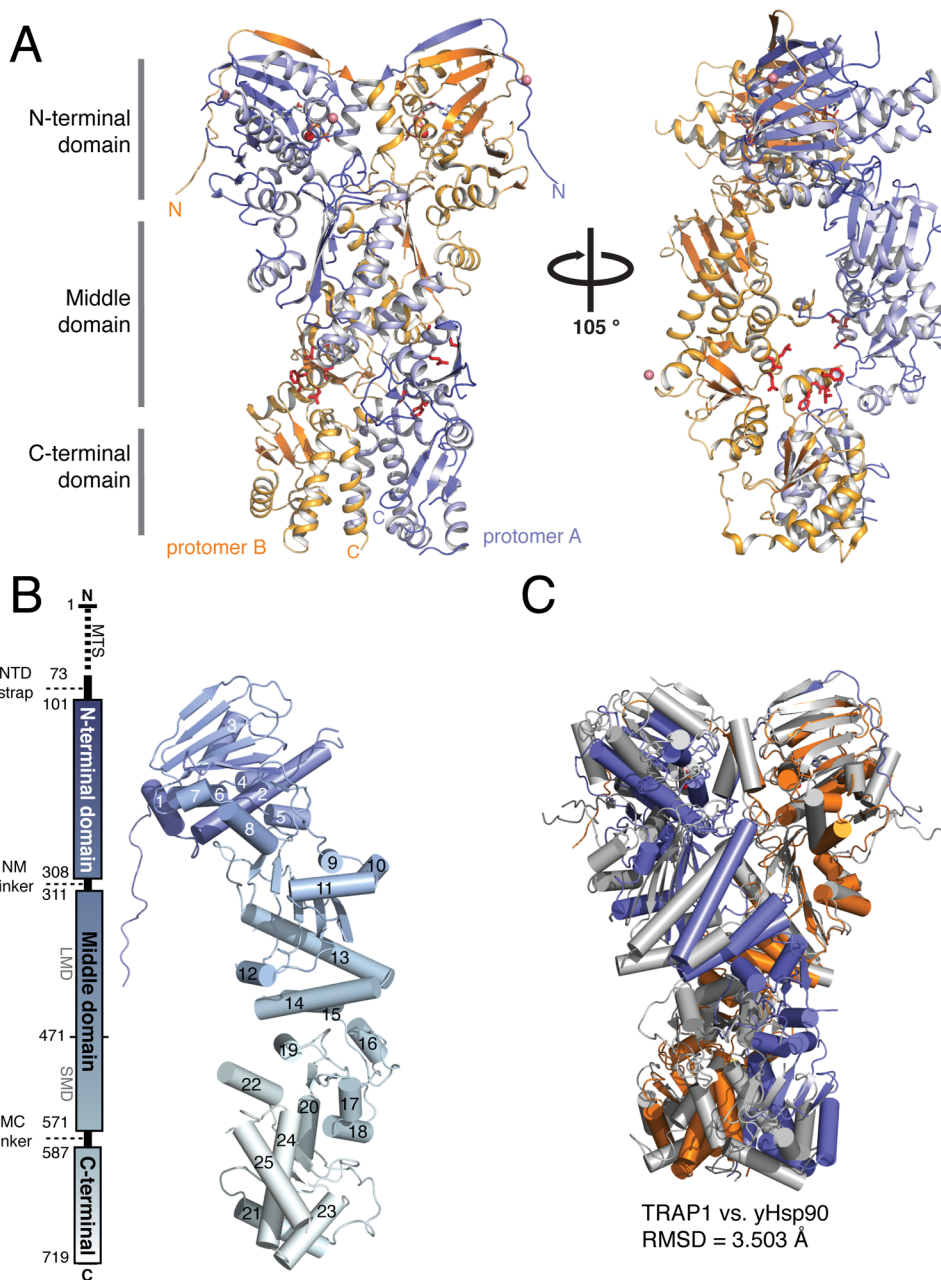 A
N-terminal
domain
N
N
Middle
domain
105 °
C-terminal
domain
C
protomer B
C
protomer A
B
N
1
MTS
NTD
strap
73
101
N-terminal domain
NM
inker
308
311
LMD
Middle domain
471
SMD
MC
inker
571
587
C-terminal
719
C
3
4
1
7
6
2
5
8
9
10
11
13
12
14
15
16
19
22
20
17
18
24
25
21
23
C
TRAP1 vs. yHsp90
RMSD = 3.503 Å